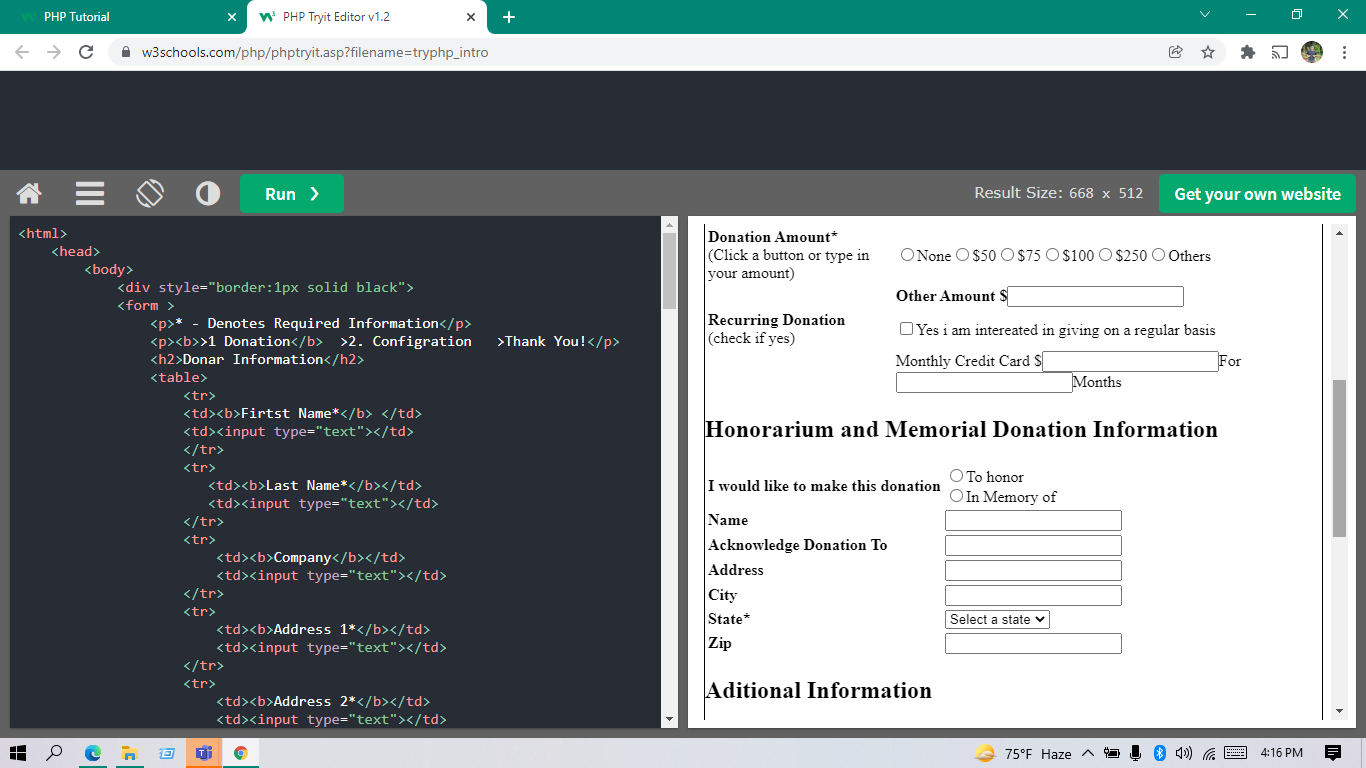 PHP Tutorial
PHP Tryit Editor v1.2
w3schools.com/php/phptryit.asp?filename=tryphp_intro
Run ❯
Result Size: 668 x 512
Get your own website
<html>
<head>
<body>
<div style="border:1px solid black">
<form >
<p>* - Denotes Required Information</p>
<p><b>>1 Donation</b>  >2. Configration   >Thank You!</p>
<h2>Donar Information</h2>
<table>
<tr>
<td><b>Firtst Name*</b> </td>
<td><input type="text"></td>
</tr>
<tr>
<td><b>Last Name*</b></td>
<td><input type="text"></td>
</tr>
<tr>
<td><b>Company</b></td>
<td><input type="text"></td>
</tr>
<tr>
<td><b>Address 1*</b></td>
<td><input type="text"></td>
</tr>
<tr>
<td><b>Address 2*</b></td>
<td><input type="text"></td>
Donation Amount*
(Click a button or type in
your amount)
None $50 $75 $100 $250 Others
Other Amount $
Recurring Donation
(check if yes)
Yes i am intereated in giving on a regular basis
Monthly Credit Card $ For
Months
Honorarium and Memorial Donation Information
I would like to make this donation
To honor
In Memory of
Name
Acknowledge Donation To
Address
City
State* Select a state
Zip
Aditional Information
75°F Haze
4:16 PM